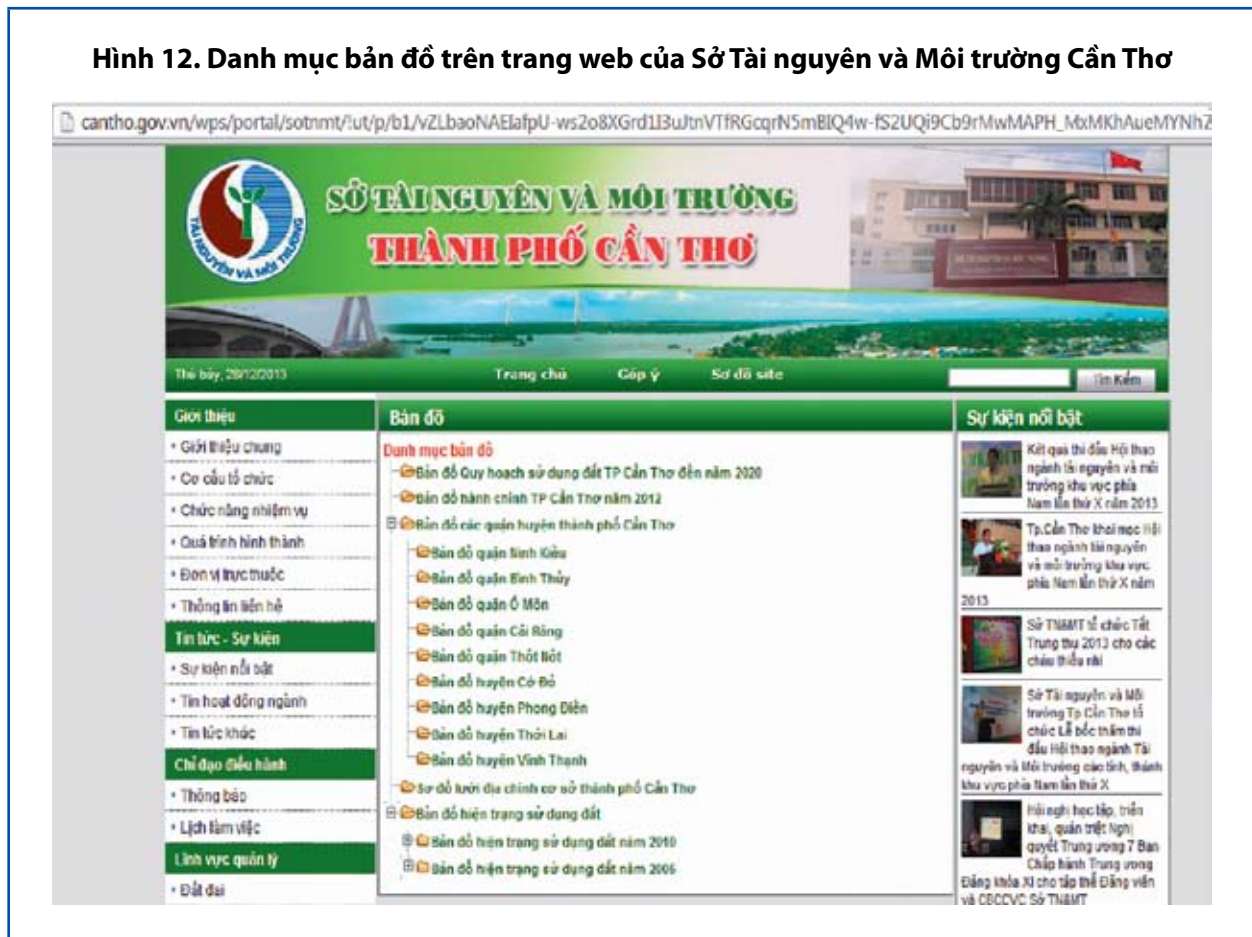 Hình 12. Danh mục bản đồ trên trang web của Sở Tài nguyên và Môi trường Cần Thơ
SỞ TÀI NGUYÊN VÀ MÔI TRƯỜNG
THÀNH PHỐ CẦN THƠ
TÀI NGUYÊN VÀ MÔI TRƯỜNG
Thứ bảy, 28/12/2013
Trang chủ Góp ý Sơ đồ site
Tìm Kiếm
Giới thiệu
• Giới thiệu chung
• Cơ cấu tổ chức
• Chức năng nhiệm vụ
• Quá trình hình thành
• Đơn vị trực thuộc
• Thông tin liên hệ
Tin tức - Sự kiện
• Sự kiện nổi bật
• Tin hoạt động ngành
• Tin tức khác
Chỉ đạo điều hành
• Thông báo
• Lịch làm việc
Lĩnh vực quản lý
• Đất đai
Bản đồ
Danh mục bản đồ
Bản đồ Quy hoạch sử dụng đất TP Cần Thơ đến năm 2020
Bản đồ hành chính TP Cần Thơ năm 2012
Bản đồ các quận huyện thành phố Cần Thơ
Bản đồ quận Ninh Kiều
Bản đồ quận Bình Thủy
Bản đồ quận Ô Môn
Bản đồ quận Cái Răng
Bản đồ quận Thốt Nốt
Bản đồ huyện Cờ Đỏ
Bản đồ huyện Phong Điền
Bản đồ huyện Thới Lai
Bản đồ huyện Vĩnh Thạnh
Sơ đồ lưới địa chính cơ sở thành phố Cần Thơ
Bản đồ hiện trạng sử dụng đất
Bản đồ hiện trạng sử dụng đất năm 2010
Bản đồ hiện trạng sử dụng đất năm 2005
Sự kiện nổi bật
Kết quả thi đấu Hội thao
ngành tài nguyên và môi
trường khu vực phía
Nam lần thứ X năm 2013
Tp.Cần Thơ khai mạc Hội
thao ngành tài nguyên
và môi trường khu vực
phía Nam lần thứ X năm
2013
Sở TN&MT tổ chức Tết
Trung thu 2013 cho các
cháu thiếu nhi
Sở Tài nguyên và Môi
trường Tp Cần Thơ tổ
chức Lễ bốc thăm thi
đấu Hội thao ngành Tài
nguyên và Môi trường các tỉnh, thành
khu vực phía Nam lần thứ X
Hội nghị học tập, triển
khai, quán triệt Nghị
quyết Trung ương 7 Ban
Chấp hành Trung ương
Đảng khóa XI cho tập thể Đảng viên
và CBCCVC Sở TN&MT